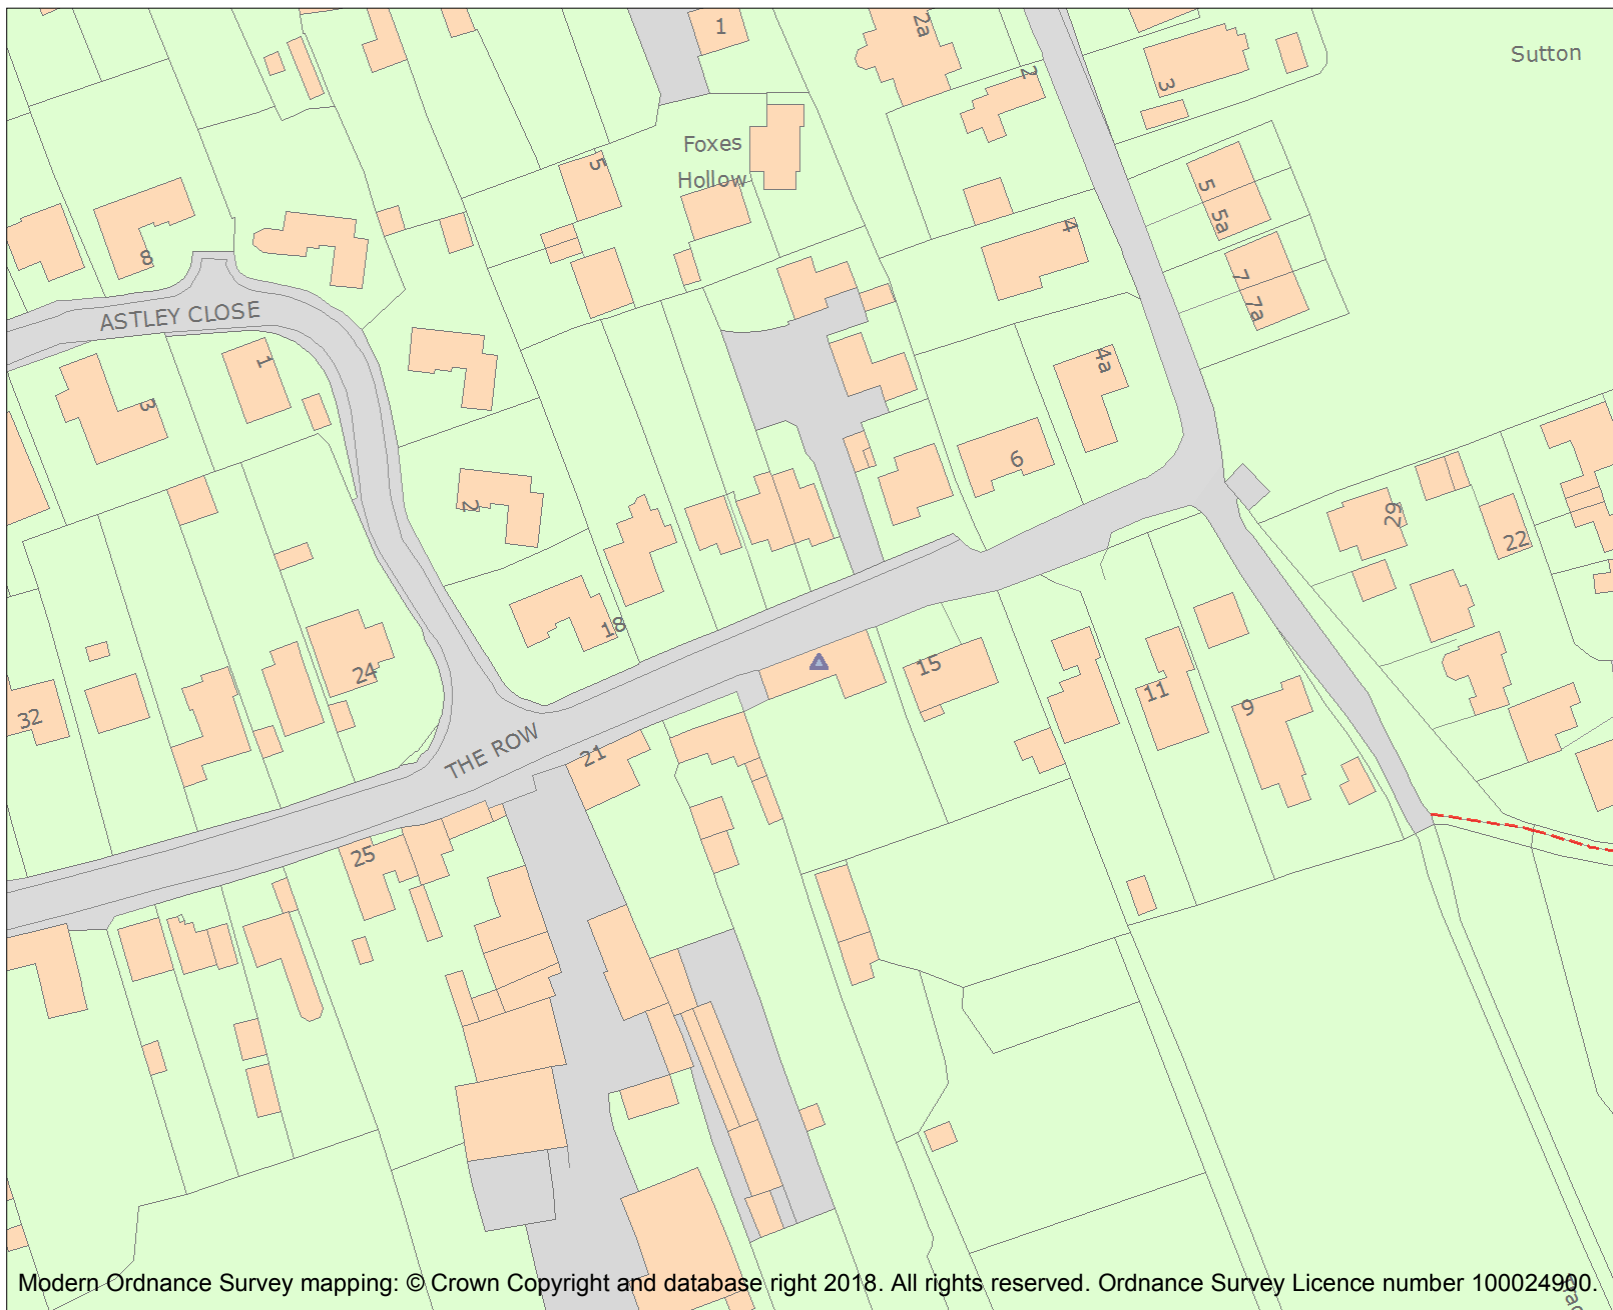 1
2a
2
3
Sutton
Foxes
Hollow
5
5
5a
4
8
7
7a
ASTLEY CLOSE
1
3
4a
6
2
29
22
18
24
15
11
9
32
THE ROW
21
25
Modern Ordnance Survey mapping: © Crown Copyright and database right 2018. All rights reserved. Ordnance Survey Licence number 100024900.